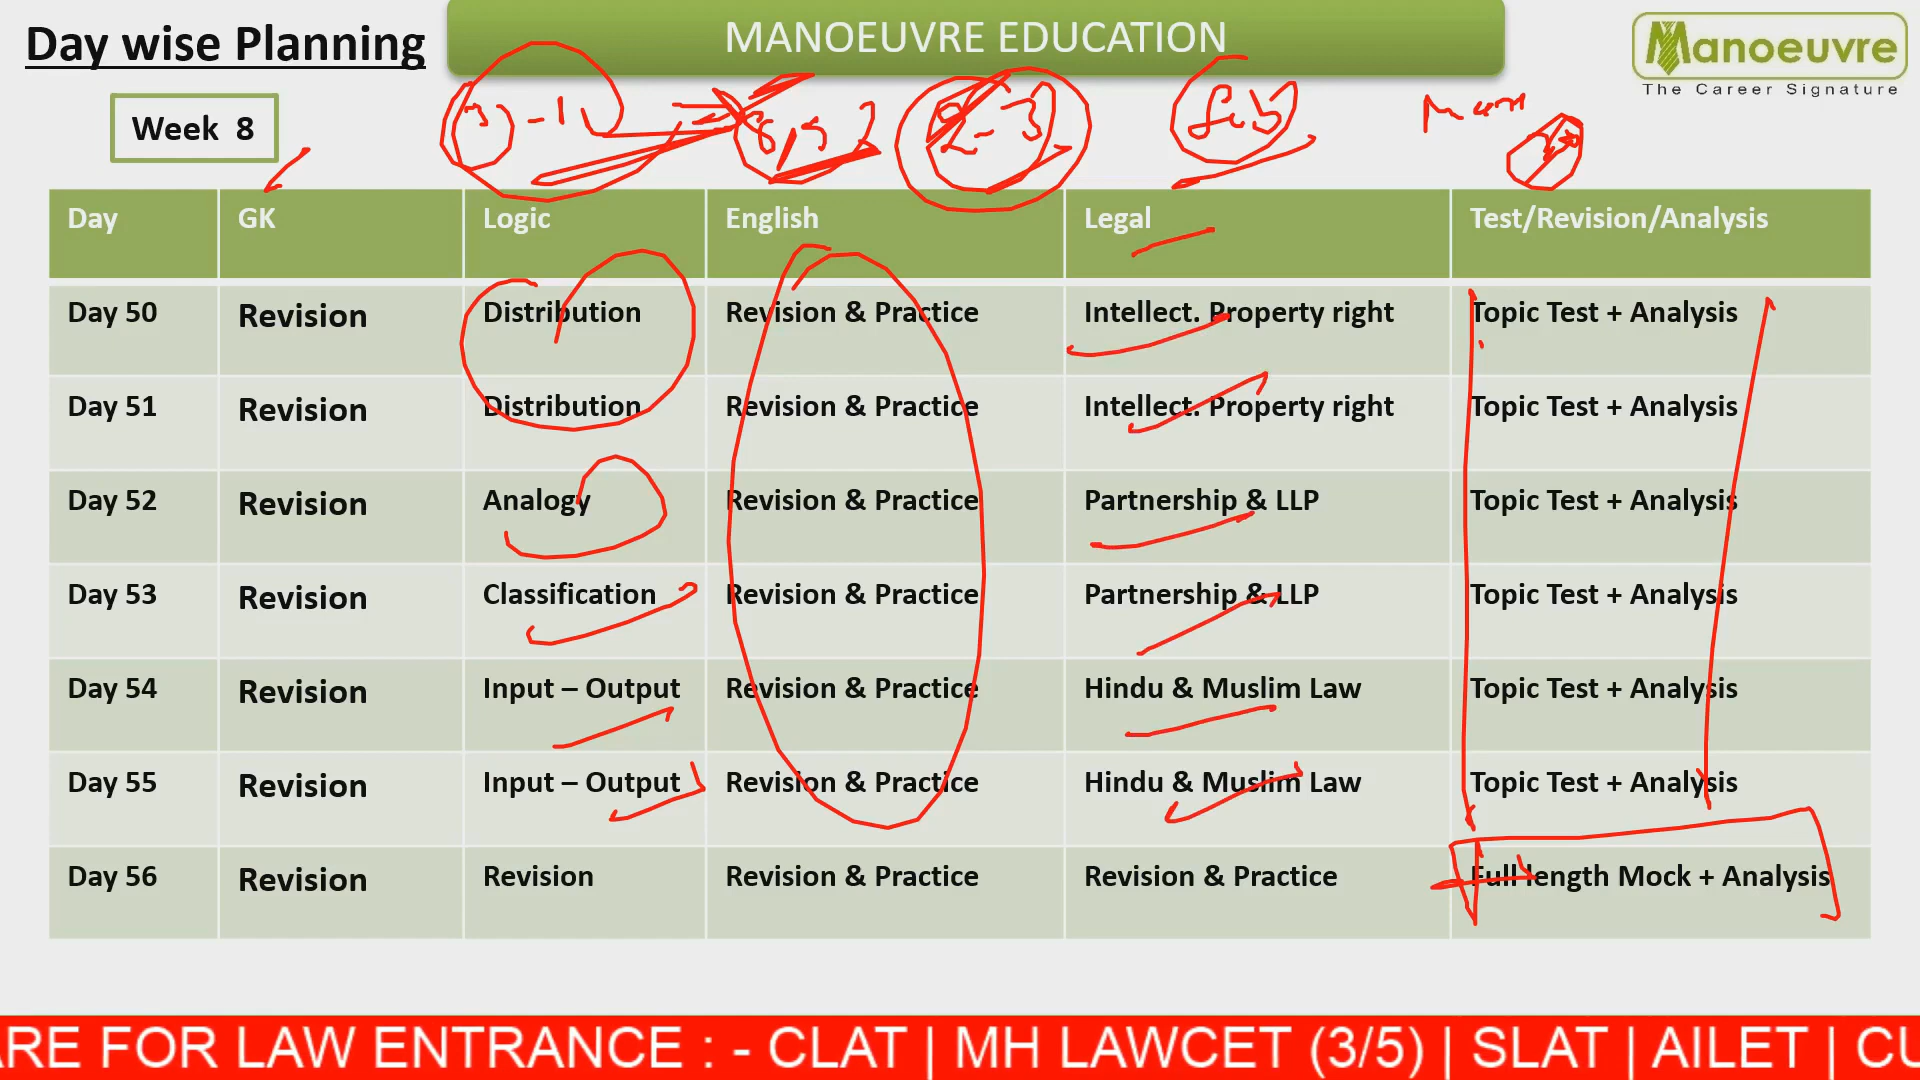 Day wise Planning
MANOEUVRE EDUCATION
Manoeuvre
The Career Signature
Week 8
Day GK Logic English Legal Test/Revision/Analysis
Day 50 Revision Distribution Revision & Practice Intellect. Property right Topic Test + Analysis
Day 51 Revision Distribution Revision & Practice Intellect. Property right Topic Test + Analysis
Day 52 Revision Analogy Revision & Practice Partnership & LLP Topic Test + Analysis
Day 53 Revision Classification Revision & Practice Partnership & LLP Topic Test + Analysis
Day 54 Revision Input – Output Revision & Practice Hindu & Muslim Law Topic Test + Analysis
Day 55 Revision Input – Output Revision & Practice Hindu & Muslim Law Topic Test + Analysis
Day 56 Revision Revision Revision & Practice Revision & Practice Full length Mock + Analysis
ARE FOR LAW ENTRANCE : - CLAT | MH LAWCET (3/5) | SLAT | AILET | CU